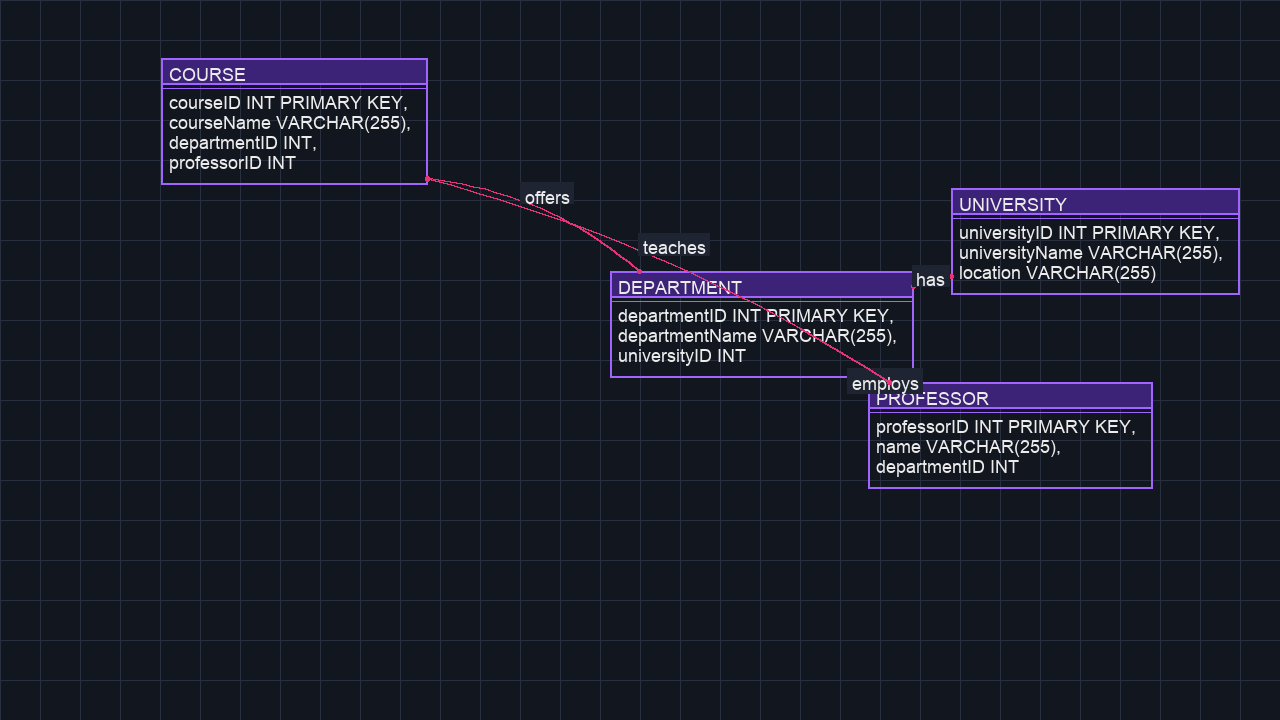 COURSE
courseID INT PRIMARY KEY,
courseName VARCHAR(255),
departmentID INT,
professorID INT
offers
teaches
UNIVERSITY
universityID INT PRIMARY KEY,
universityName VARCHAR(255),
location VARCHAR(255)
has
DEPARTMENT
departmentID INT PRIMARY KEY,
departmentName VARCHAR(255),
universityID INT
employs
PROFESSOR
professorID INT PRIMARY KEY,
name VARCHAR(255),
departmentID INT